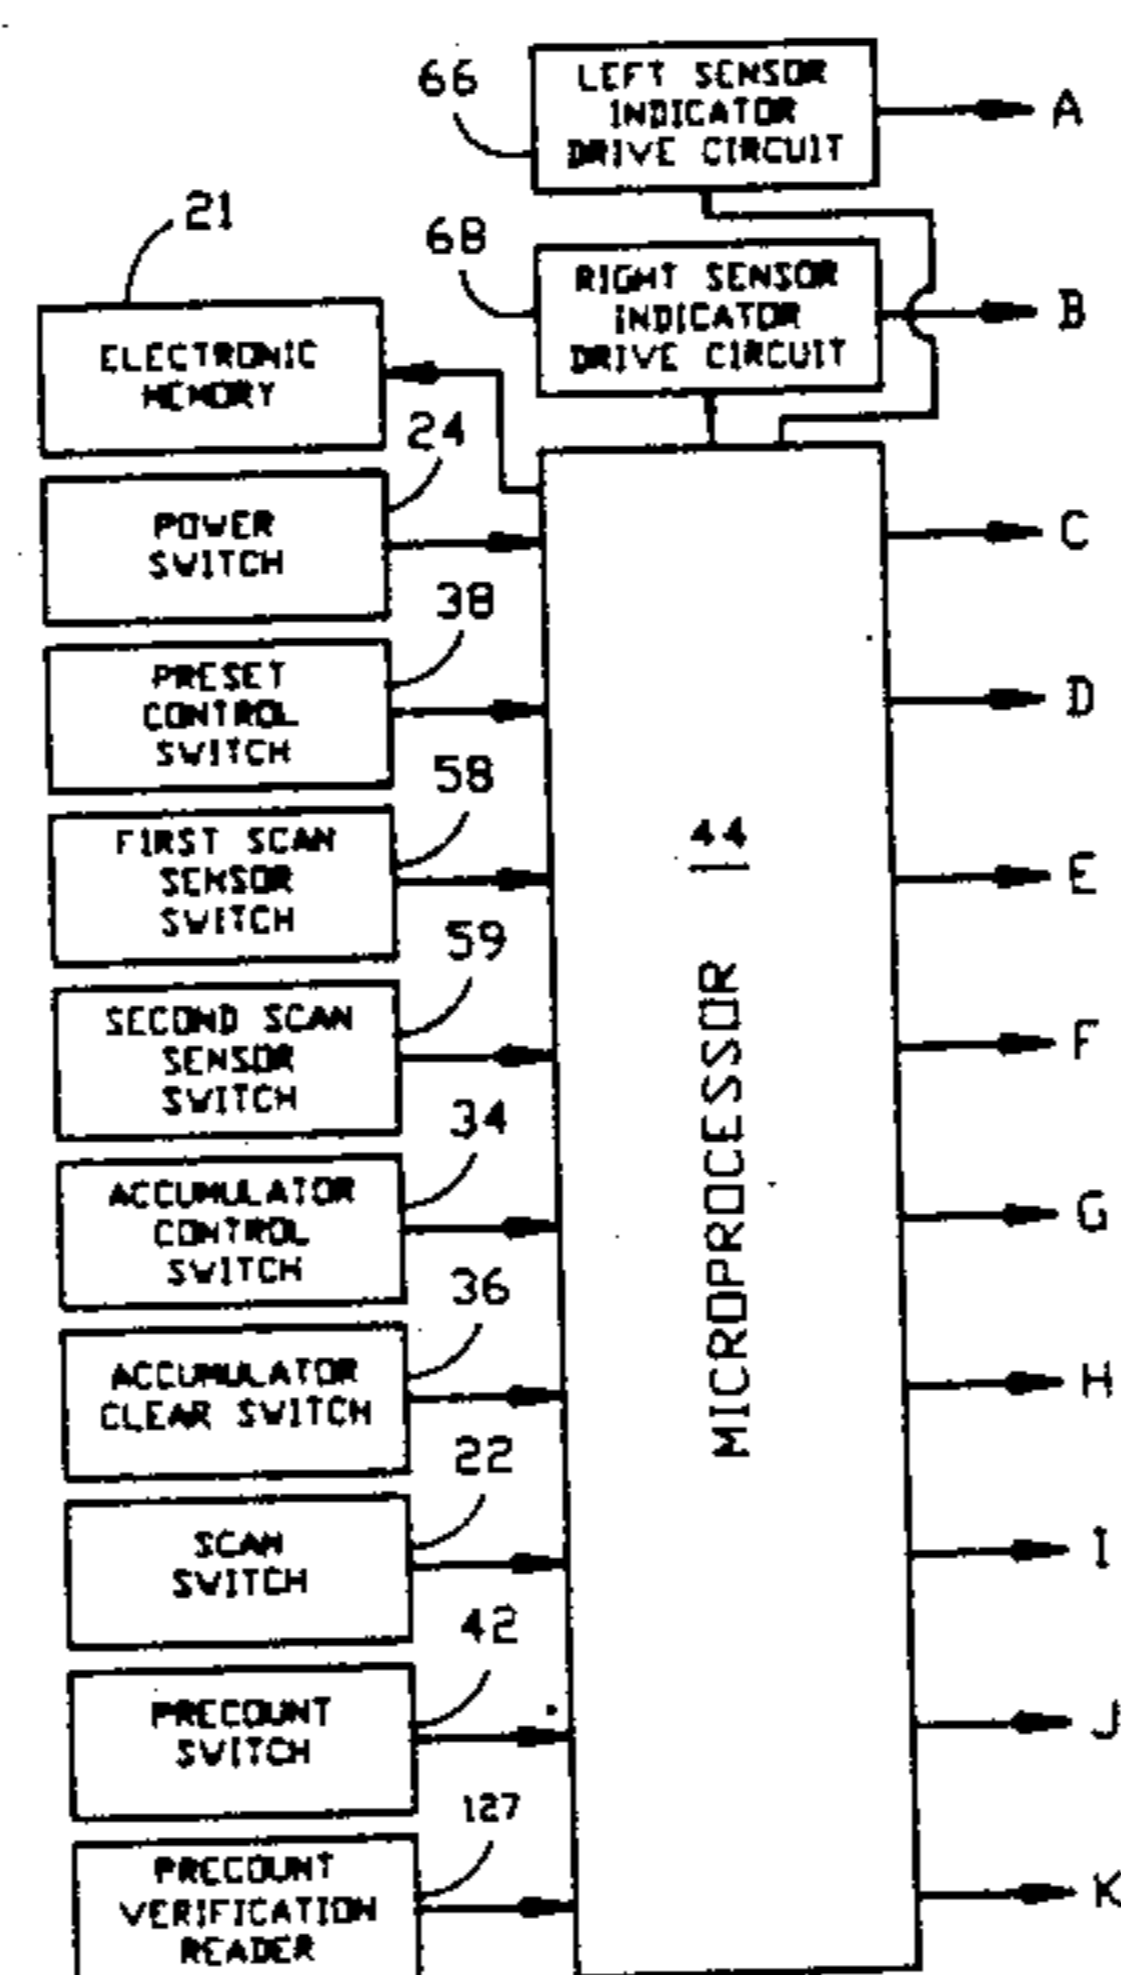 66
LEFT SENSOR
INDICATOR
DRIVE CIRCUIT
A
21
68
RIGHT SENSOR
INDICATOR
DRIVE CIRCUIT
B
ELECTRONIC
MEMORY
24
POWER
SWITCH
C
38
PRESET
CONTROL
SWITCH
D
58
FIRST SCAN
SENSOR
SWITCH
44
E
59
SECOND SCAN
SENSOR
SWITCH
F
MICROPROCESSOR
34
ACCUMULATOR
CONTROL
SWITCH
G
36
ACCUMULATOR
CLEAR SWITCH
H
22
SCAN
SWITCH
I
42
PRECOUNT
SWITCH
J
127
PRECOUNT
VERIFICATION
READER
K